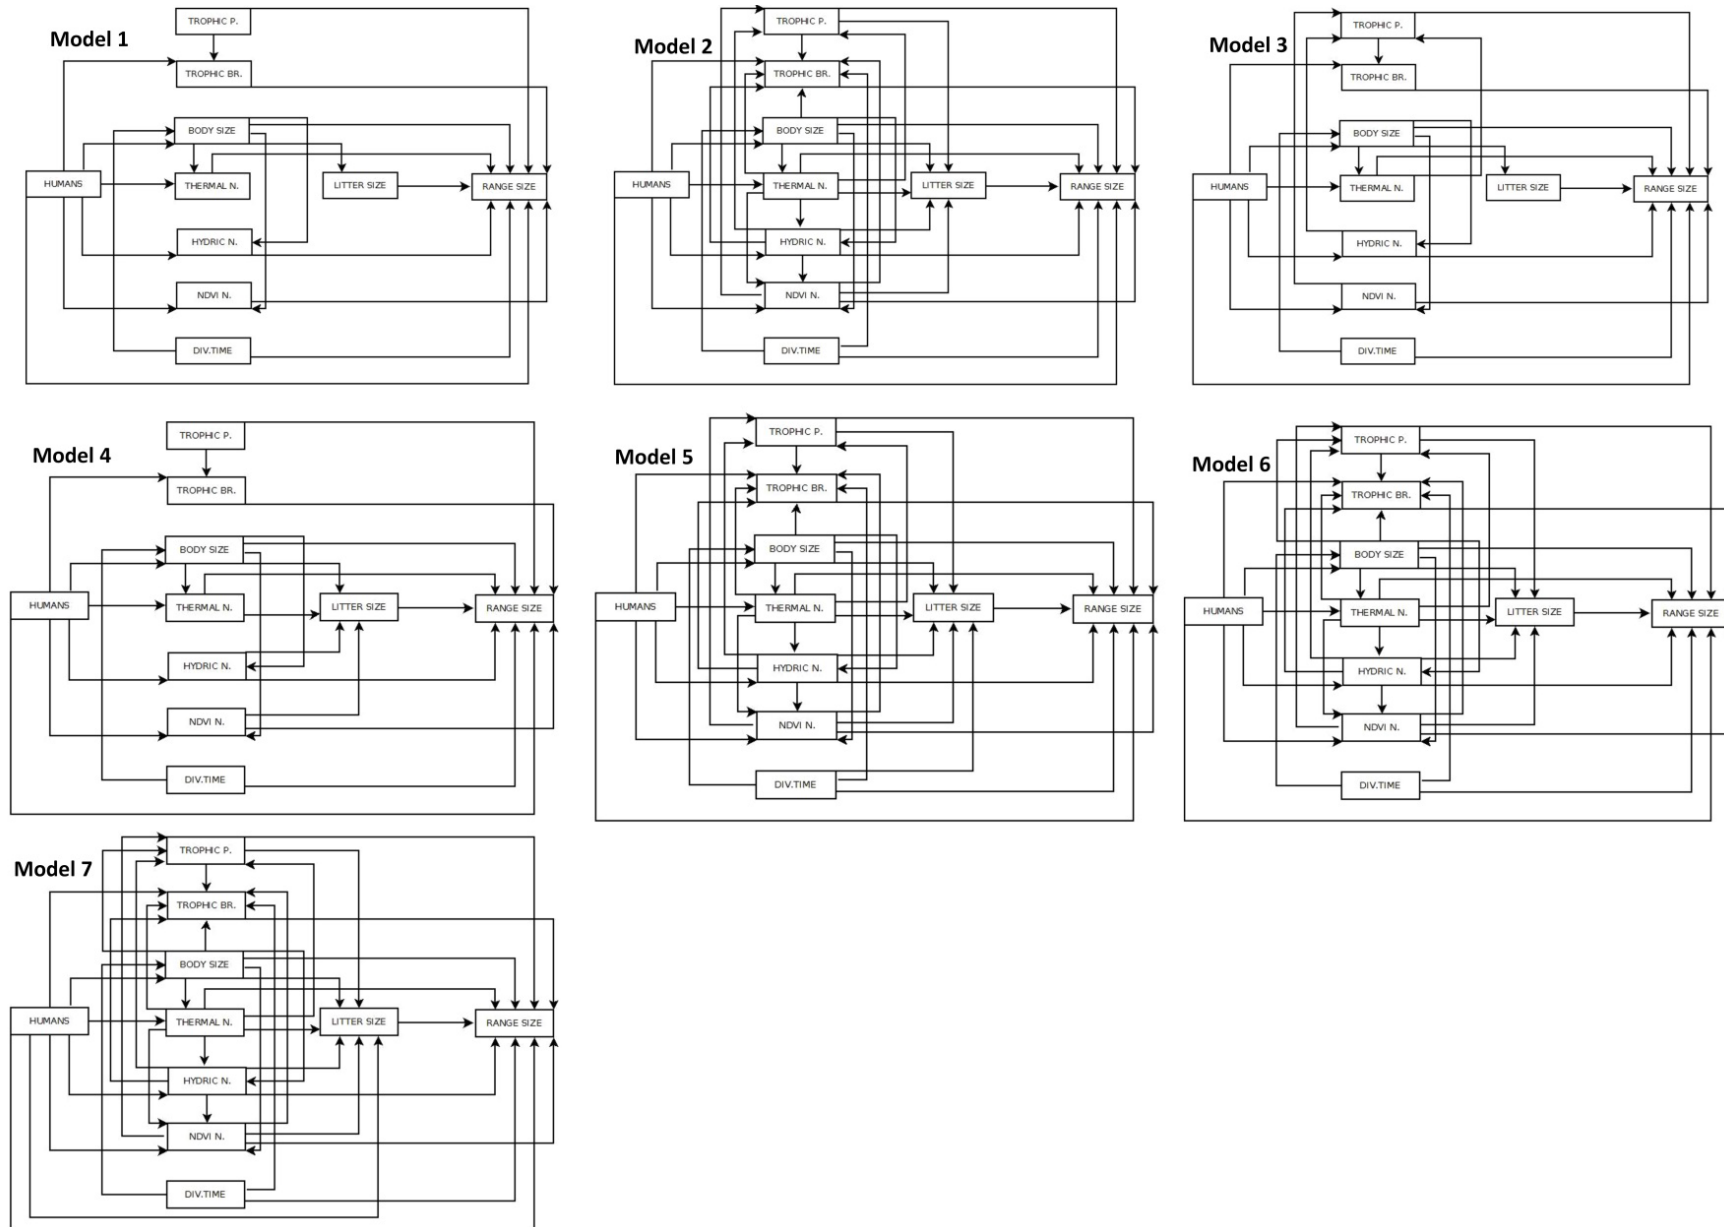 Model 1
TROPHIC P.
TROPHIC BR.
BODY SIZE
HUMANS
THERMAL N.
LITTER SIZE
RANGE SIZE
HYDRIC N.
NDVI N.
DIV.TIME
Model 2
TROPHIC P.
TROPHIC BR.
BODY SIZE
HUMANS
THERMAL N.
LITTER SIZE
RANGE SIZE
HYDRIC N.
NDVI N.
DIV.TIME
Model 3
TROPHIC P.
TROPHIC BR.
BODY SIZE
HUMANS
THERMAL N.
LITTER SIZE
RANGE SIZE
HYDRIC N.
NDVI N.
DIV.TIME
Model 4
TROPHIC P.
TROPHIC BR.
BODY SIZE
HUMANS
THERMAL N.
LITTER SIZE
RANGE SIZE
HYDRIC N.
NDVI N.
DIV.TIME
Model 5
TROPHIC P.
TROPHIC BR.
BODY SIZE
HUMANS
THERMAL N.
LITTER SIZE
RANGE SIZE
HYDRIC N.
NDVI N.
DIV.TIME
Model 6
TROPHIC P.
TROPHIC BR.
BODY SIZE
HUMANS
THERMAL N.
LITTER SIZE
RANGE SIZE
HYDRIC N.
NDVI N.
DIV.TIME
Model 7
TROPHIC P.
TROPHIC BR.
BODY SIZE
HUMANS
THERMAL N.
LITTER SIZE
RANGE SIZE
HYDRIC N.
NDVI N.
DIV.TIME